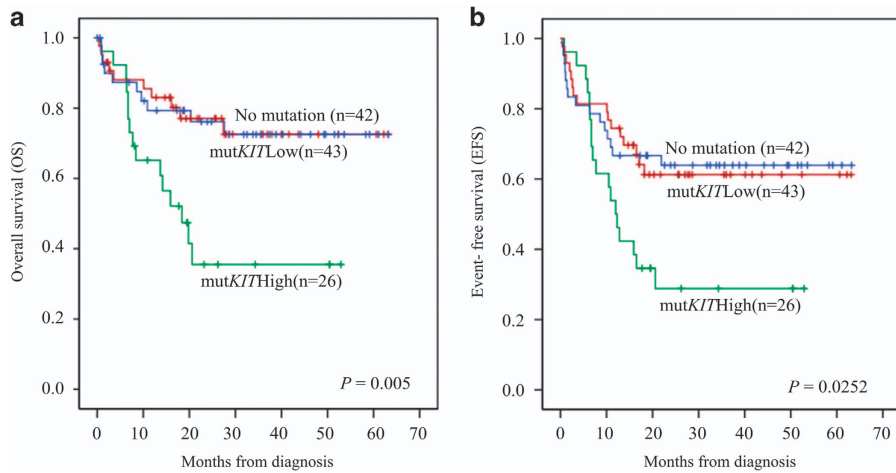 a
Overall survival (OS)
1.0
0.8
0.6
0.4
0.2
0.0
No mutation (n=42)
mutKITLow(n=43)
mutKITHigh(n=26)
P = 0.005
0 10 20 30 40 50 60 70
Months from diagnosis
b
Event- free survival (EFS)
1.0
0.8
0.6
0.4
0.2
0.0
No mutation (n=42)
mutKITLow(n=43)
mutKITHigh(n=26)
P = 0.0252
0 10 20 30 40 50 60 70
Months from diagnosis